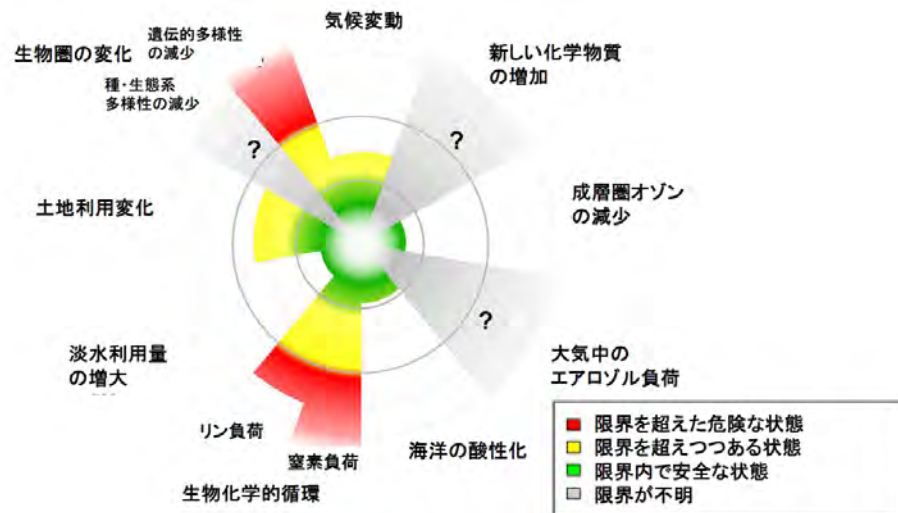 気候変動
生物圏の変化
遺伝的多様性
の減少
種・生態系
多様性の減少
新しい化学物質
の増加
?
?
土地利用変化
成層圏オゾン
の減少
?
淡水利用量
の増大
大気中の
エアロゾル負荷
リン負荷
窒素負荷
海洋の酸性化
生物化学的循環
限界を超えた危険な状態
限界を超えつつある状態
限界内で安全な状態
限界が不明